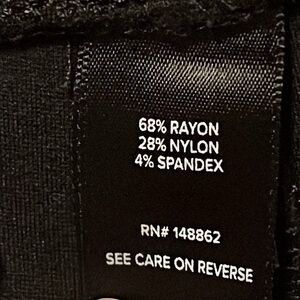 68% RAYON
28% NYLON
4% SPANDEX
RN# 148862
SEE CARE ON REVERSE